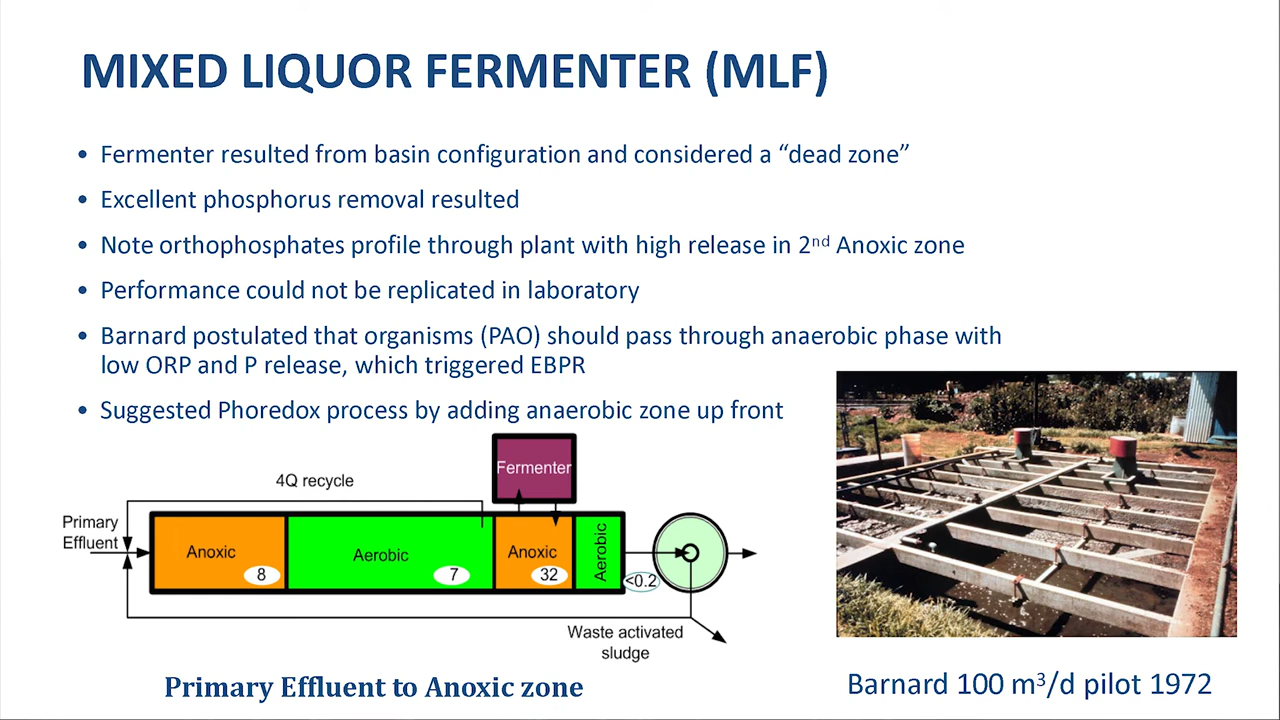 MIXED LIQUOR FERMENTER (MLF)
• Fermenter resulted from basin configuration and considered a “dead zone”
• Excellent phosphorus removal resulted
• Note orthophosphates profile through plant with high release in 2nd Anoxic zone
• Performance could not be replicated in laboratory
• Barnard postulated that organisms (PAO) should pass through anaerobic phase with
low ORP and P release, which triggered EBPR
• Suggested Phoredox process by adding anaerobic zone up front
Fermenter
4Q recycle
Primary
Effluent
Anoxic
8
Aerobic
7
Anoxic
32
Aerobic
<0.2
Waste activated
sludge
Primary Effluent to Anoxic zone
Barnard 100 m³/d pilot 1972